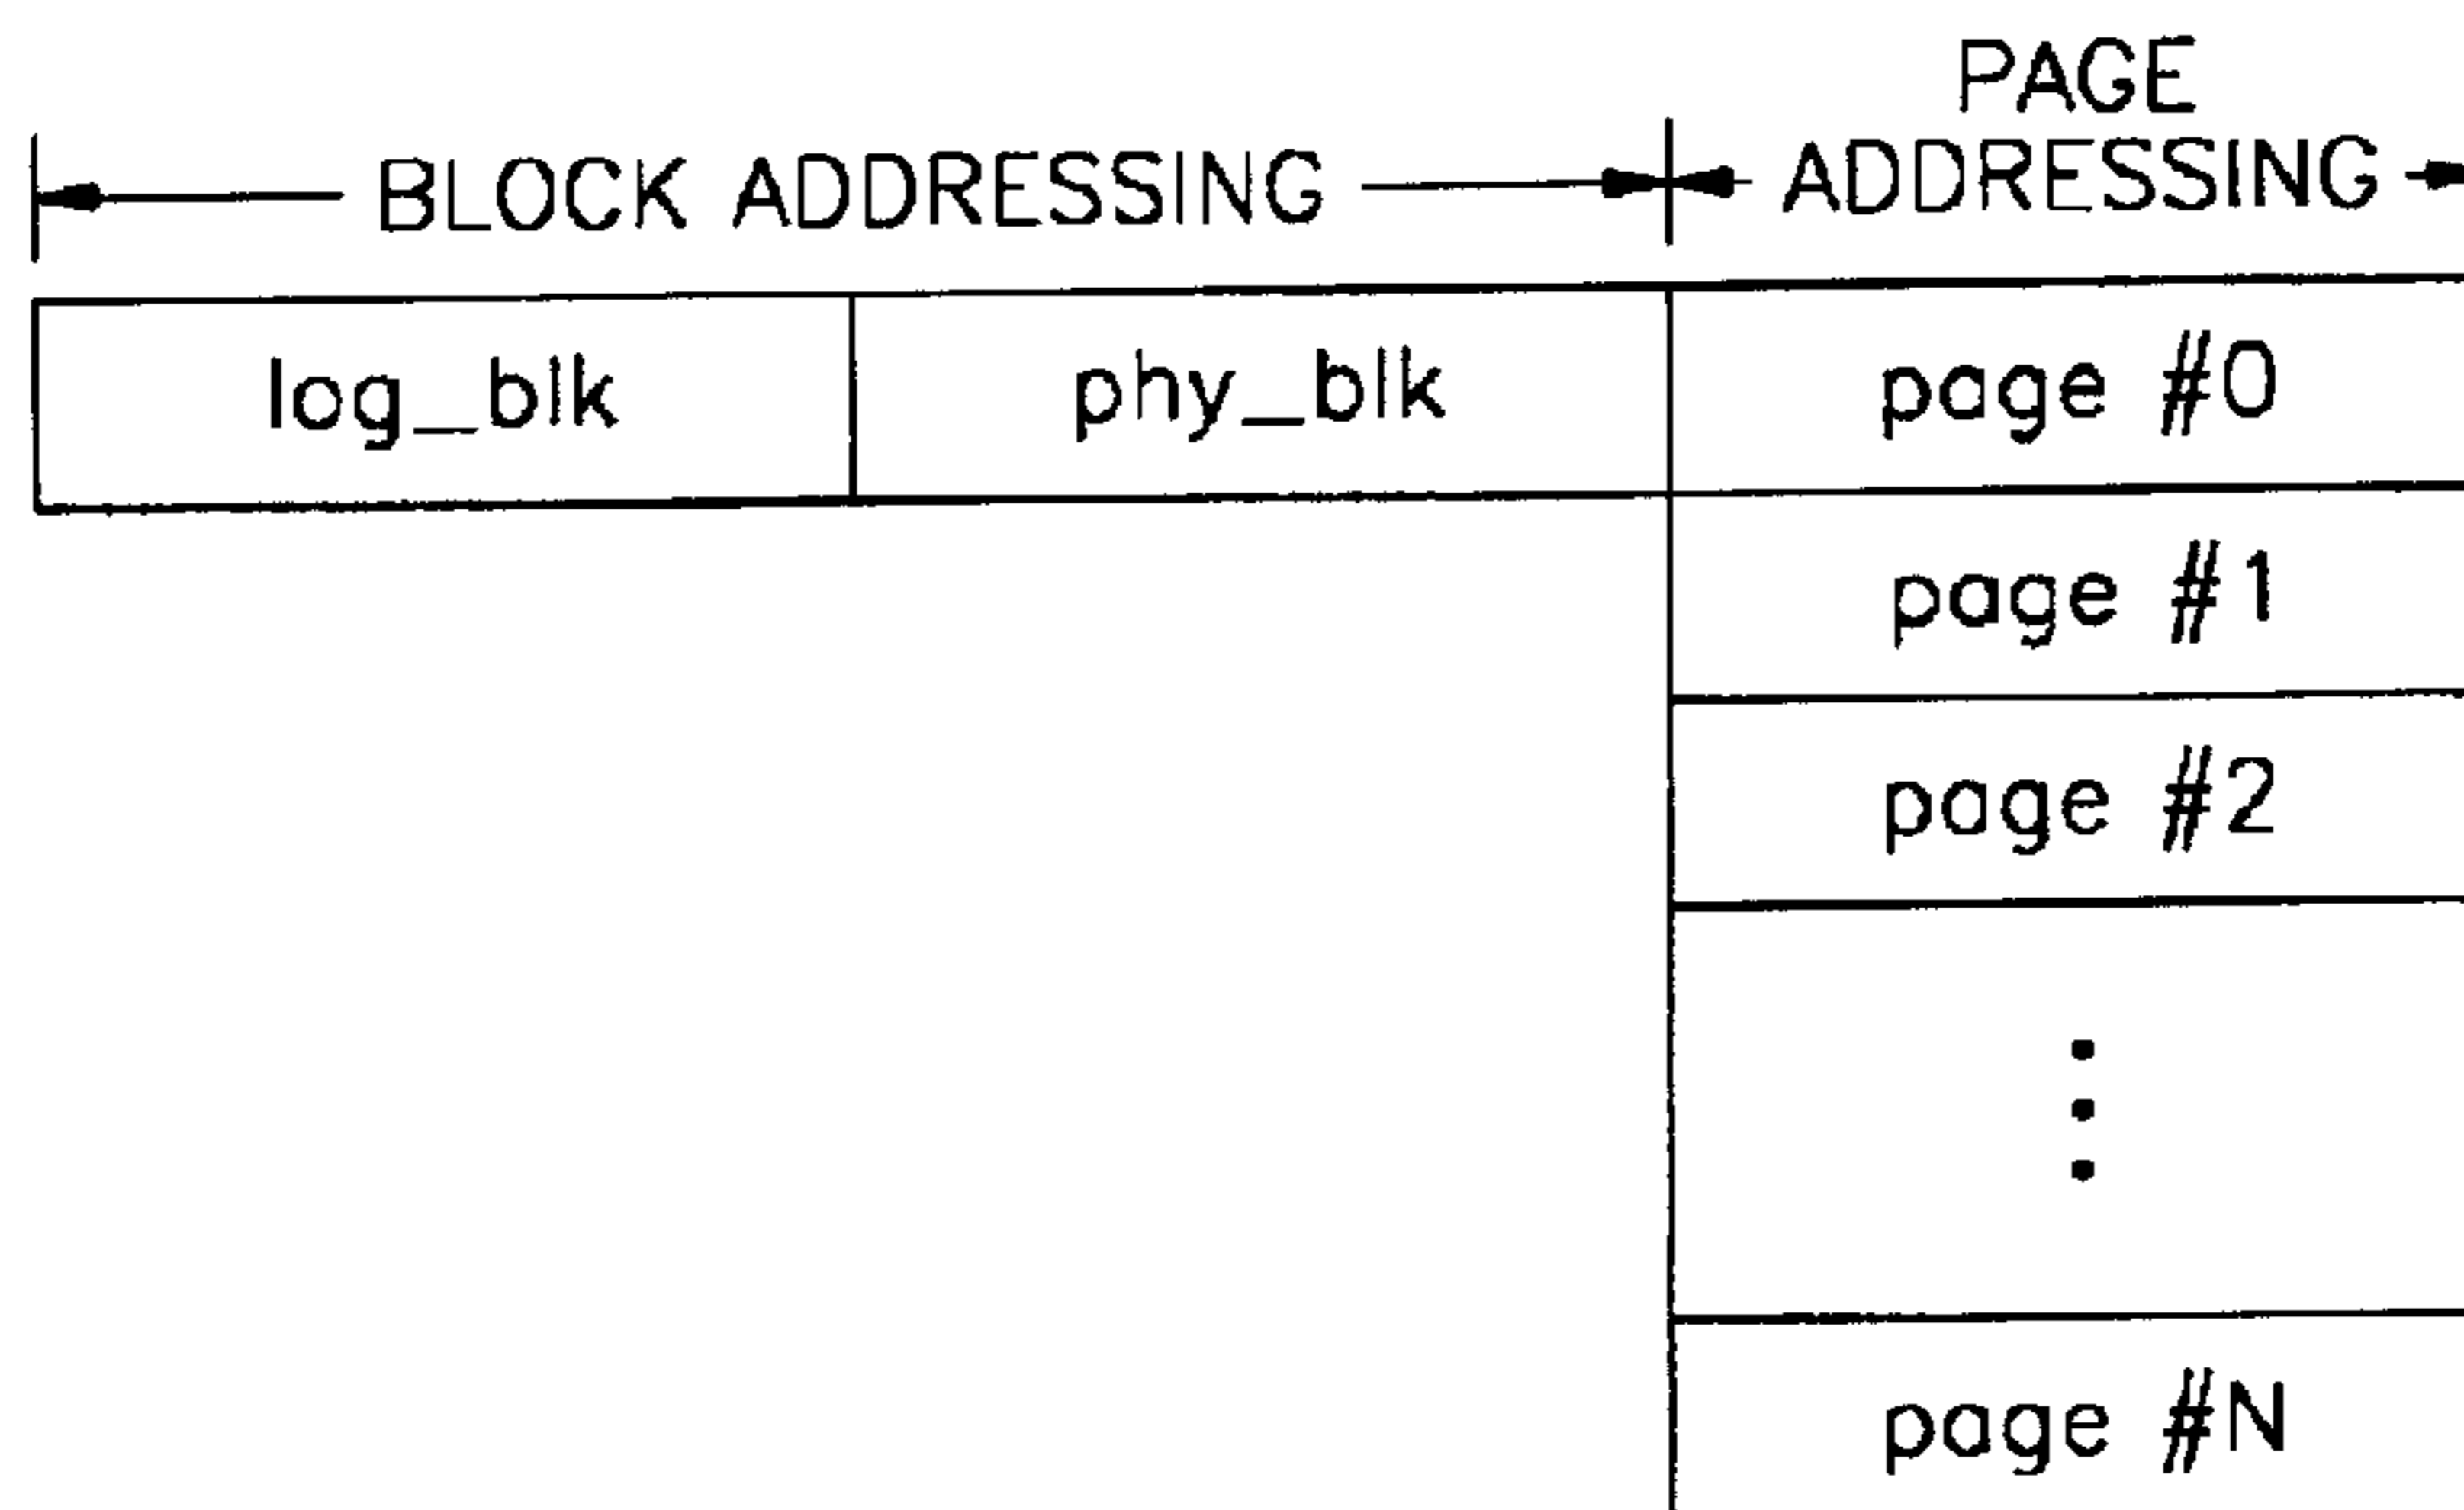 PAGE
BLOCK ADDRESSING ADDRESSING
log_blk phy_blk page #0
page #1
page #2
page #N